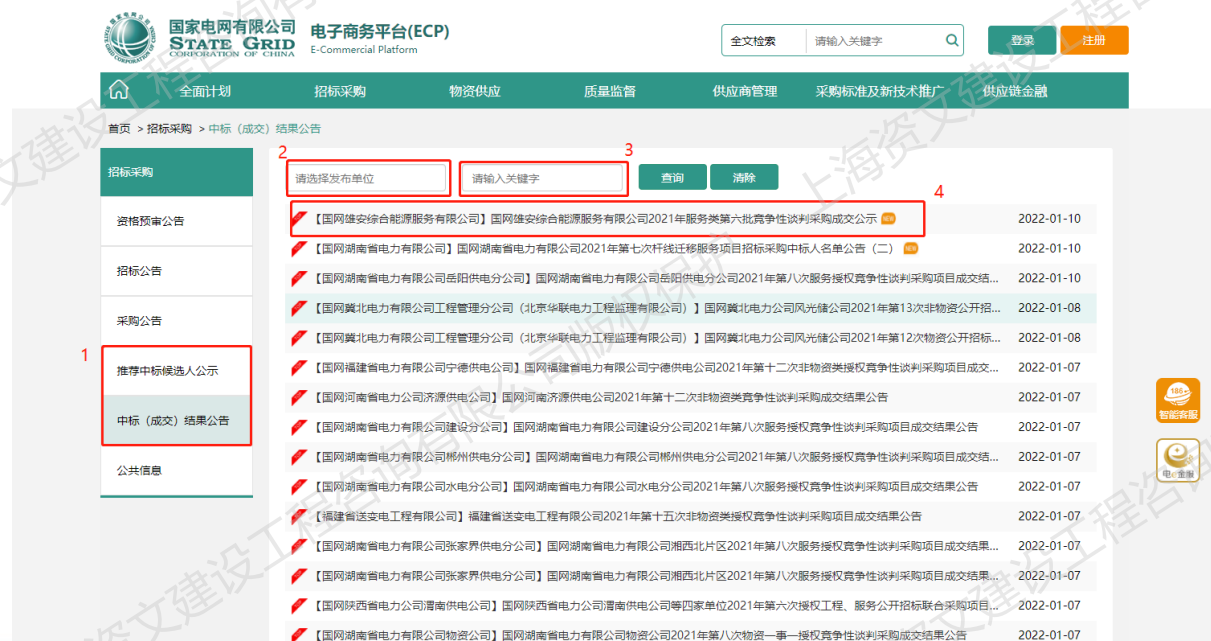 国家电网有限公司
STATE GRID
CORPORATION OF CHINA
电子商务平台(ECP)
E-Commercial Platform
全文检索 请输入关键字
登录 注册
全面计划 招标采购 物资供应 质量监督 供应商管理 采购标准及新技术推广 供应链金融
首页 > 招标采购 > 中标（成交）结果公告
招标采购
资格预审公告
招标公告
采购公告
1
推荐中标候选人公示
中标（成交）结果公告
公共信息
2 3
请选择发布单位 请输入关键字 查询 清除
4
【国网雄安综合能源服务有限公司】国网雄安综合能源服务有限公司2021年服务类第六批竞争性谈判采购成交公示 2022-01-10
【国网湖南省电力有限公司】国网湖南省电力有限公司2021年第七次杆线迁移服务项目招标采购中标人名单公告（二） 2022-01-10
【国网湖南省电力有限公司岳阳供电分公司】国网湖南省电力有限公司岳阳供电分公司2021年第八次服务授权竞争性谈判采购项目成交结... 2022-01-10
【国网冀北电力有限公司工程管理分公司（北京华联电力工程监理有限公司）】国网冀北电力公司风光储公司2021年第13次非物资公开招... 2022-01-08
【国网冀北电力有限公司工程管理分公司（北京华联电力工程监理有限公司）】国网冀北电力公司风光储公司2021年第12次物资公开招标... 2022-01-08
【国网福建省电力有限公司宁德供电公司】国网福建省电力有限公司宁德供电公司2021年第十二次非物资类授权竞争性谈判采购项目成交... 2022-01-07
【国网河南省电力公司济源供电公司】国网河南济源供电公司2021年第十二次非物资类竞争性谈判采购成交结果公告 2022-01-07
【国网湖南省电力有限公司建设分公司】国网湖南省电力有限公司建设分公司2021年第八次服务授权竞争性谈判采购项目成交结果公告 2022-01-07
【国网湖南省电力有限公司郴州供电分公司】国网湖南省电力有限公司郴州供电分公司2021年第八次服务授权竞争性谈判采购项目成交结... 2022-01-07
【国网湖南省电力有限公司水电分公司】国网湖南省电力有限公司水电分公司2021年第八次服务授权竞争性谈判采购项目成交结果公告 2022-01-07
【福建省送变电工程有限公司】福建省送变电工程有限公司2021年第十五次非物资类授权竞争性谈判采购项目成交结果公告 2022-01-07
【国网湖南省电力有限公司张家界供电分公司】国网湖南省电力有限公司湘西北片区2021年第八次服务授权竞争性谈判采购项目成交结果... 2022-01-07
【国网湖南省电力有限公司张家界供电分公司】国网湖南省电力有限公司湘西北片区2021年第八次服务授权竞争性谈判采购项目成交结果... 2022-01-07
【国网陕西省电力公司渭南供电公司】国网陕西省电力公司渭南供电公司等四家单位2021年第六次授权工程、服务公开招标联合采购项目... 2022-01-07
【国网湖南省电力有限公司物资公司】国网湖南省电力有限公司物资公司2021年第八次物资一事一授权竞争性谈判采购成交结果公告 2022-01-07
186
智能客服
电e金服
上海资文建设工程咨询有限公司版权保护